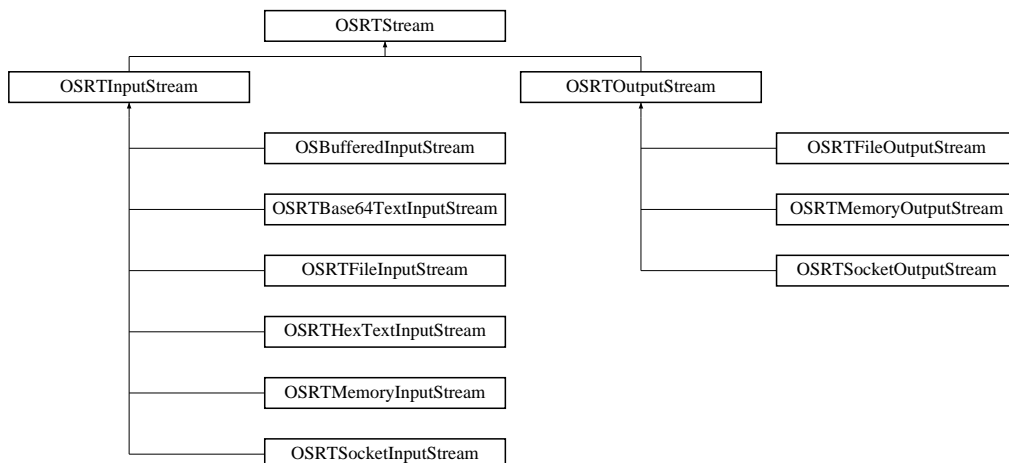 OSRTStream
OSRTInputStream
OSRTOutputStream
OSBufferedInputStream
OSRTFileOutputStream
OSRTBase64TextInputStream
OSRTMemoryOutputStream
OSRTFileInputStream
OSRTSocketOutputStream
OSRTHexTextInputStream
OSRTMemoryInputStream
OSRTSocketInputStream